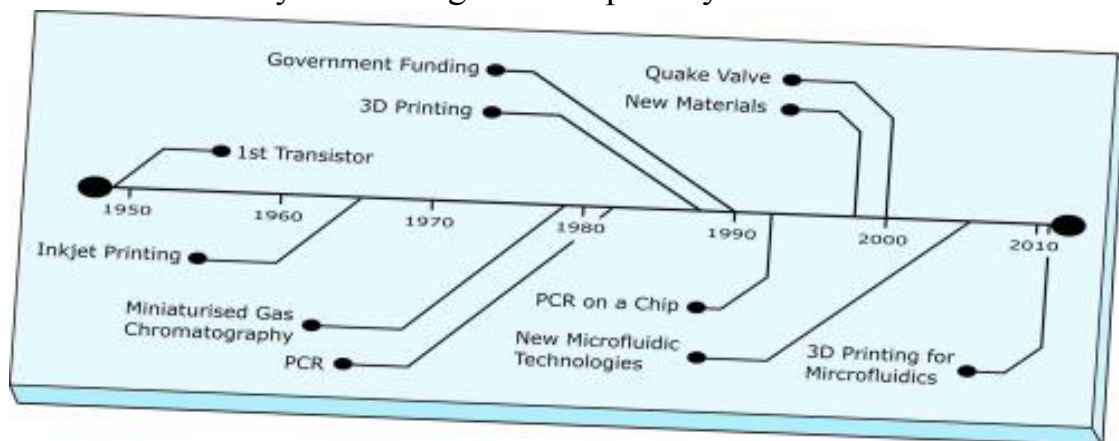 Government Funding
Quake Valve
3D Printing
New Materials
1st Transistor
1950
1960
1970
1980
1990
2000
2010
Inkjet Printing
Miniaturised Gas
Chromatography
PCR
PCR on a Chip
New Microfluidic
Technologies
3D Printing for
Mircrofluidics